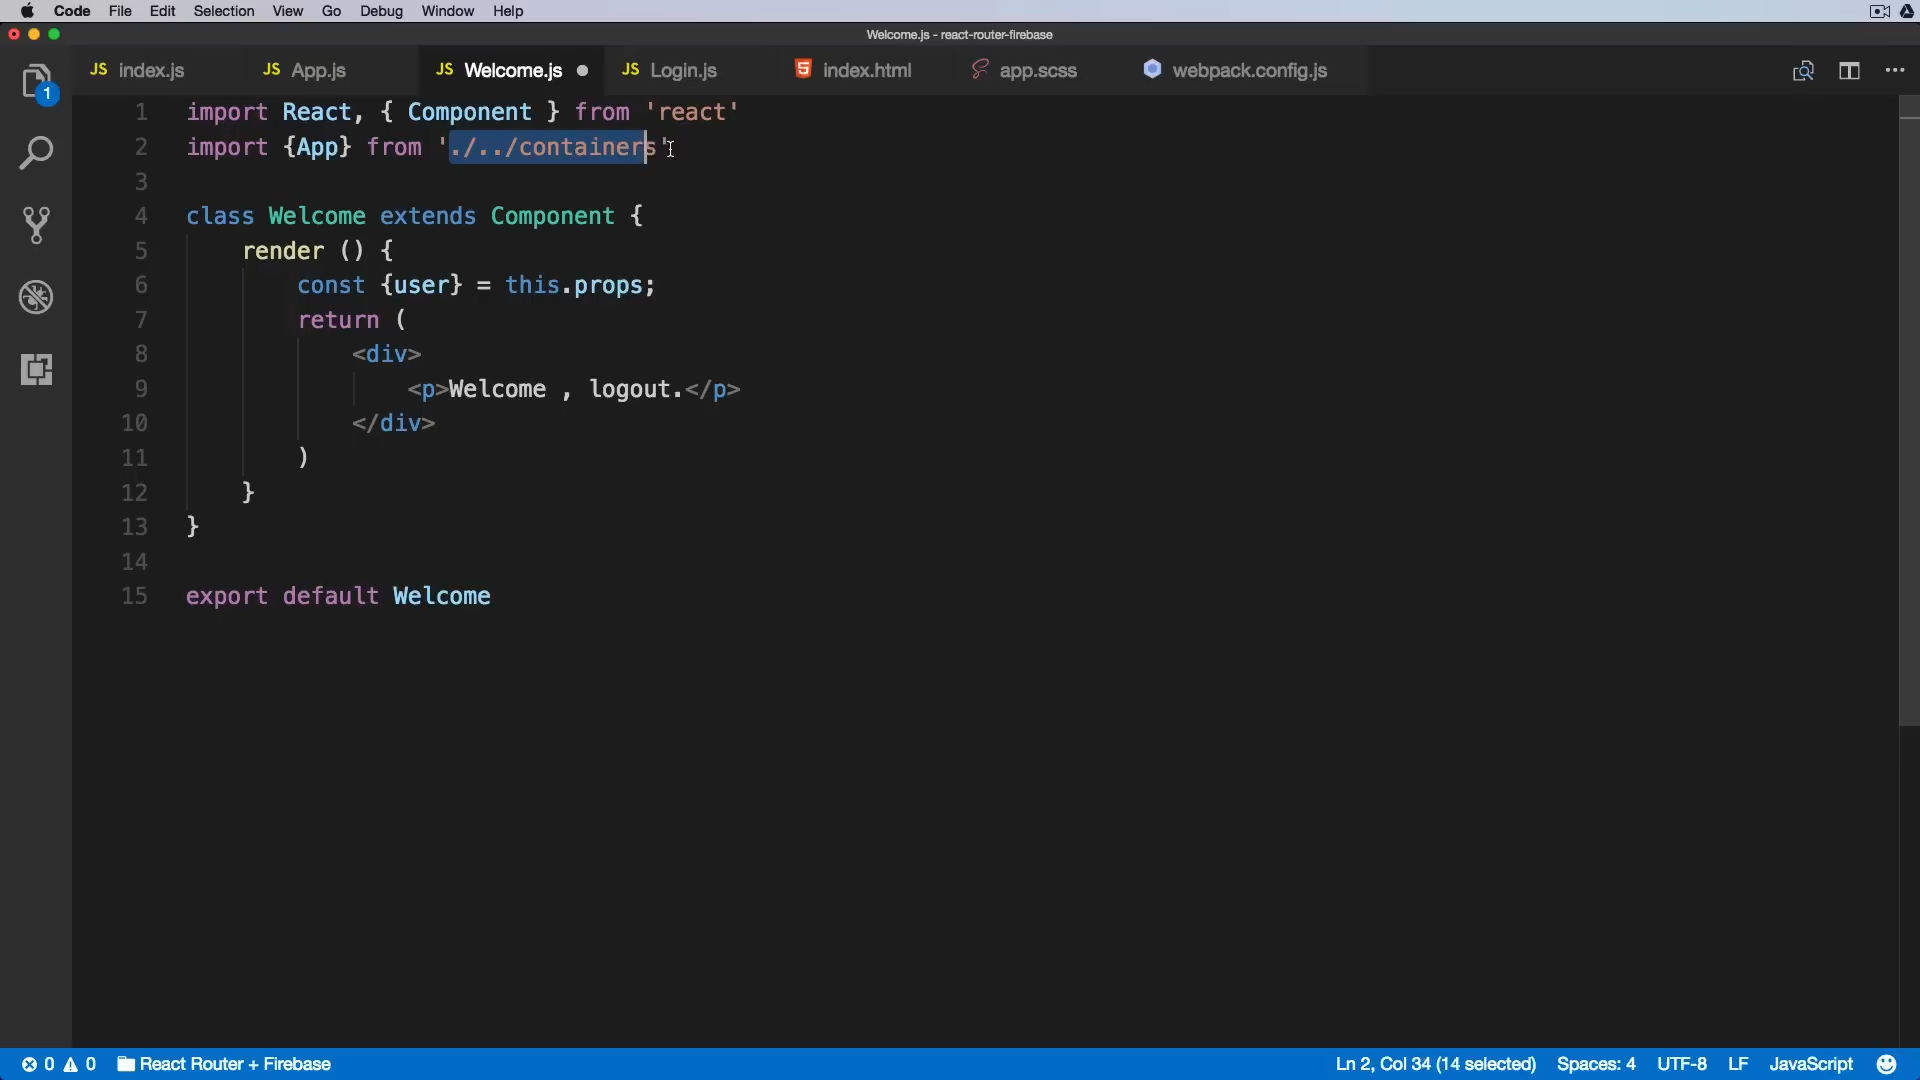 Code File Edit Selection View Go Debug Window Help
Welcome.js - react-router-firebase
1
JS index.js
JS App.js
JS Welcome.js
JS Login.js
5 index.html
app.scss
webpack.config.js
1 import React, { Component } from 'react'
2 import {App} from './../containers'
3
4 class Welcome extends Component {
5 render () {
6 const {user} = this.props;
7 return (
8 <div>
9 <p>Welcome , logout.</p>
10 </div>
11 )
12 }
13 }
14
15 export default Welcome
0 0 React Router + Firebase Ln 2, Col 34 (14 selected) Spaces: 4 UTF-8 LF JavaScript